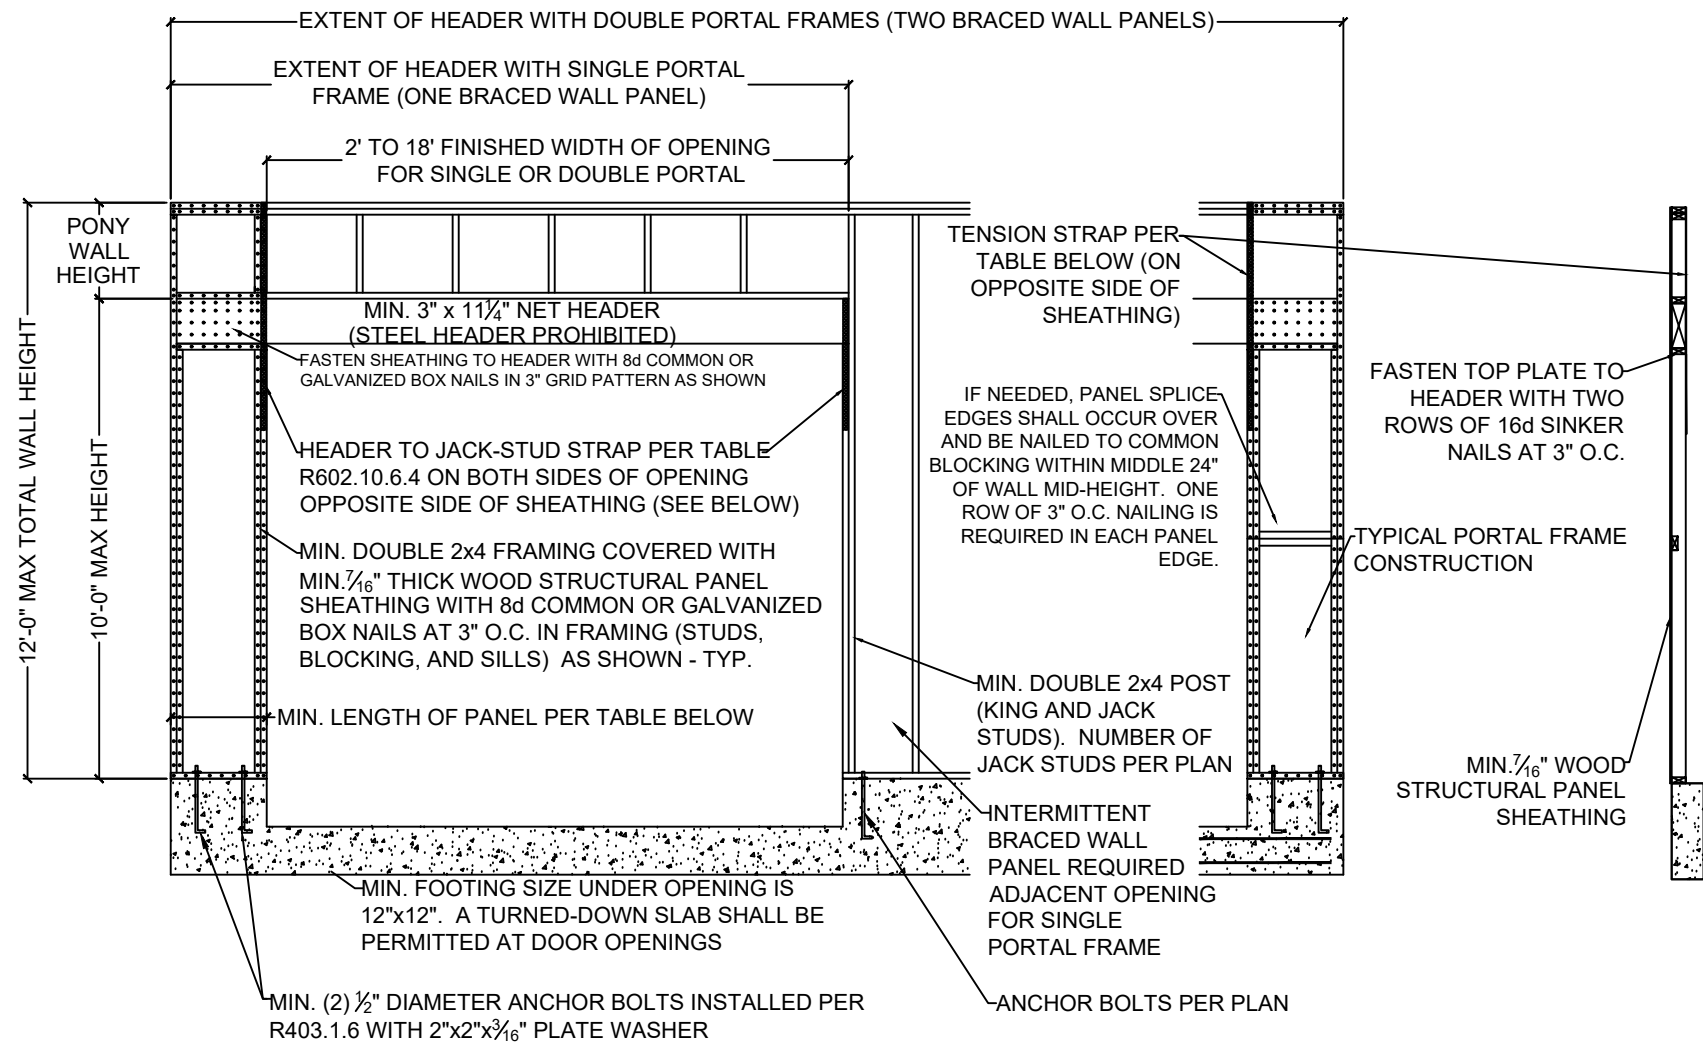 EXTENT OF HEADER WITH DOUBLE PORTAL FRAMES (TWO BRACED WALL PANELS)
EXTENT OF HEADER WITH SINGLE PORTAL
FRAME (ONE BRACED WALL PANEL)
2' TO 18' FINISHED WIDTH OF OPENING
FOR SINGLE OR DOUBLE PORTAL
PONY
WALL
HEIGHT
12'-0" MAX TOTAL WALL HEIGHT
10'-0" MAX HEIGHT
MIN. 3" x 11¼" NET HEADER
(STEEL HEADER PROHIBITED)
FASTEN SHEATHING TO HEADER WITH 8d COMMON OR
GALVANIZED BOX NAILS IN 3" GRID PATTERN AS SHOWN
HEADER TO JACK-STUD STRAP PER TABLE
R602.10.6.4 ON BOTH SIDES OF OPENING
OPPOSITE SIDE OF SHEATHING (SEE BELOW)
MIN. DOUBLE 2x4 FRAMING COVERED WITH
MIN.7⁄16" THICK WOOD STRUCTURAL PANEL
SHEATHING WITH 8d COMMON OR GALVANIZED
BOX NAILS AT 3" O.C. IN FRAMING (STUDS,
BLOCKING, AND SILLS) AS SHOWN - TYP.
MIN. LENGTH OF PANEL PER TABLE BELOW
MIN. FOOTING SIZE UNDER OPENING IS
12"x12". A TURNED-DOWN SLAB SHALL BE
PERMITTED AT DOOR OPENINGS
MIN. (2) ½" DIAMETER ANCHOR BOLTS INSTALLED PER
R403.1.6 WITH 2"x2"x3⁄16" PLATE WASHER
TENSION STRAP PER
TABLE BELOW (ON
OPPOSITE SIDE OF
SHEATHING)
IF NEEDED, PANEL SPLICE
EDGES SHALL OCCUR OVER
AND BE NAILED TO COMMON
BLOCKING WITHIN MIDDLE 24"
OF WALL MID-HEIGHT. ONE
ROW OF 3" O.C. NAILING IS
REQUIRED IN EACH PANEL
EDGE.
MIN. DOUBLE 2x4 POST
(KING AND JACK
STUDS). NUMBER OF
JACK STUDS PER PLAN
INTERMITTENT
BRACED WALL
PANEL REQUIRED
ADJACENT OPENING
FOR SINGLE
PORTAL FRAME
ANCHOR BOLTS PER PLAN
FASTEN TOP PLATE TO
HEADER WITH TWO
ROWS OF 16d SINKER
NAILS AT 3" O.C.
TYPICAL PORTAL FRAME
CONSTRUCTION
MIN.7⁄16" WOOD
STRUCTURAL PANEL
SHEATHING